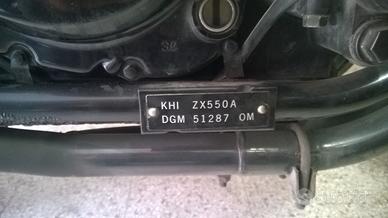 KHI ZX550A
DGM 51287 OM